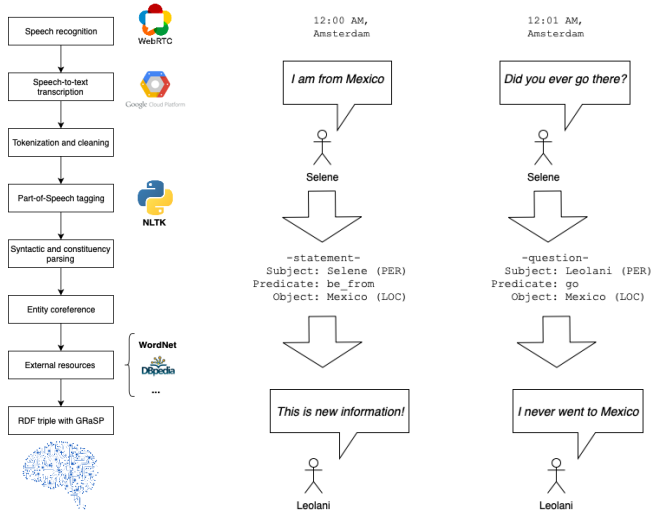 Speech recognition
WebRTC
Speech-to-text
transcription
Google Cloud Platform
Tokenization and cleaning
Part-of-Speech tagging
NLTK
Syntactic and constituency
parsing
Entity coreference
External resources
WordNet
DBpedia
...
RDF triple with GRaSP
12:00 AM,
Amsterdam
I am from Mexico
Selene
-statement-
Subject: Selene (PER)
Predicate: be_from
Object: Mexico (LOC)
This is new information!
Leolani
12:01 AM,
Amsterdam
Did you ever go there?
Selene
-question-
Subject: Leolani (PER)
Predicate: go
Object: Mexico (LOC)
I never went to Mexico
Leolani